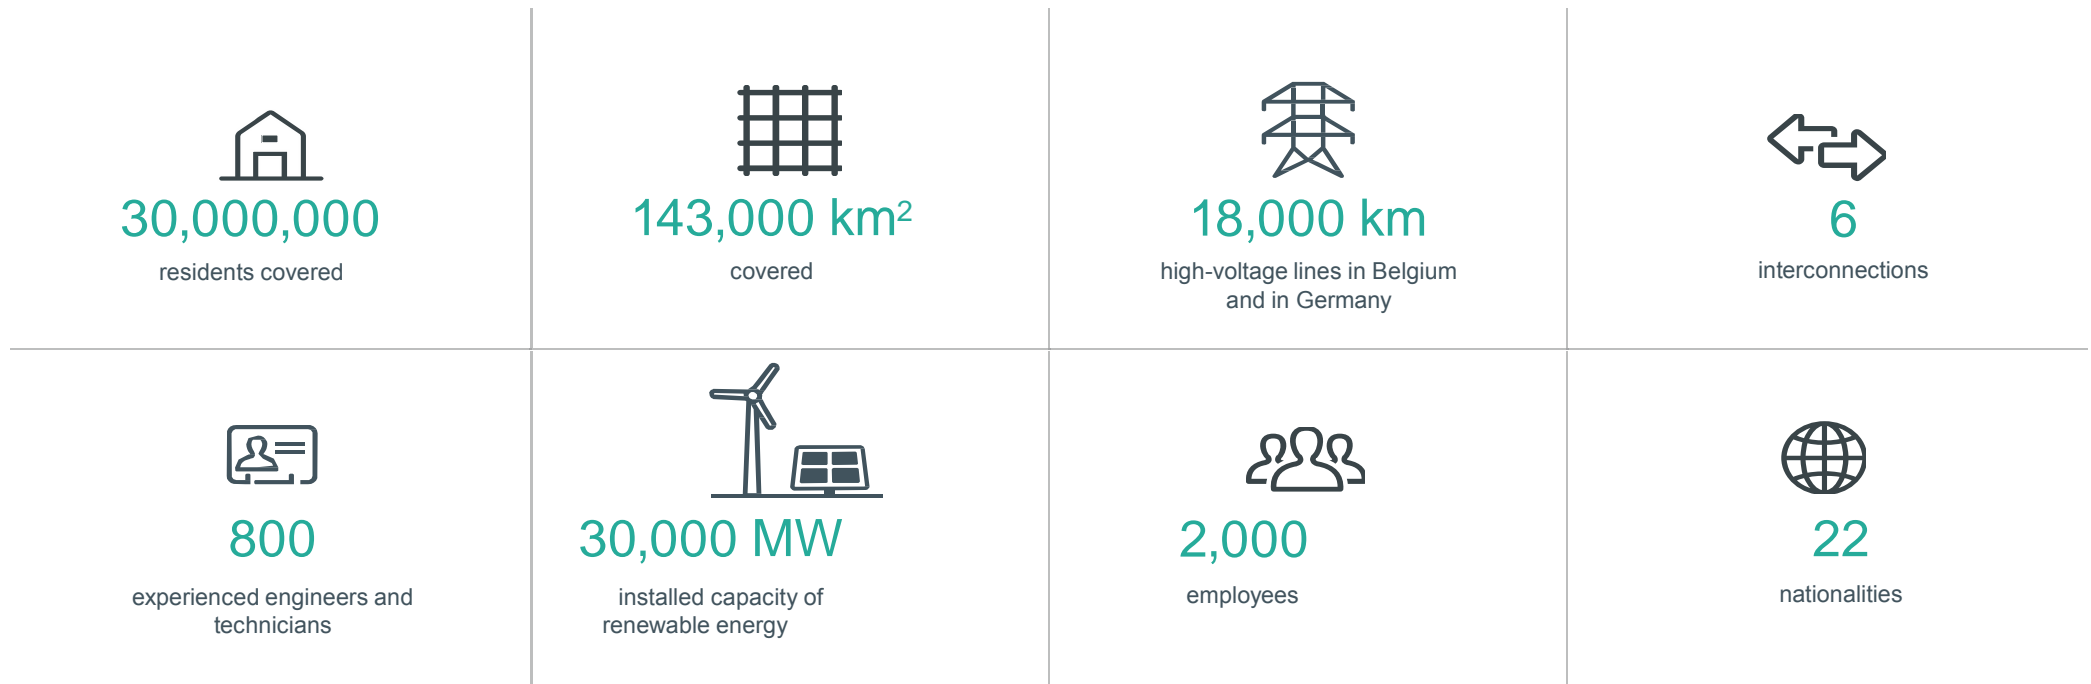 30,000,000
residents covered
143,000 km²
covered
18,000 km
high-voltage lines in Belgium
and in Germany
6
interconnections
800
experienced engineers and
technicians
30,000 MW
installed capacity of
renewable energy
2,000
employees
22
nationalities